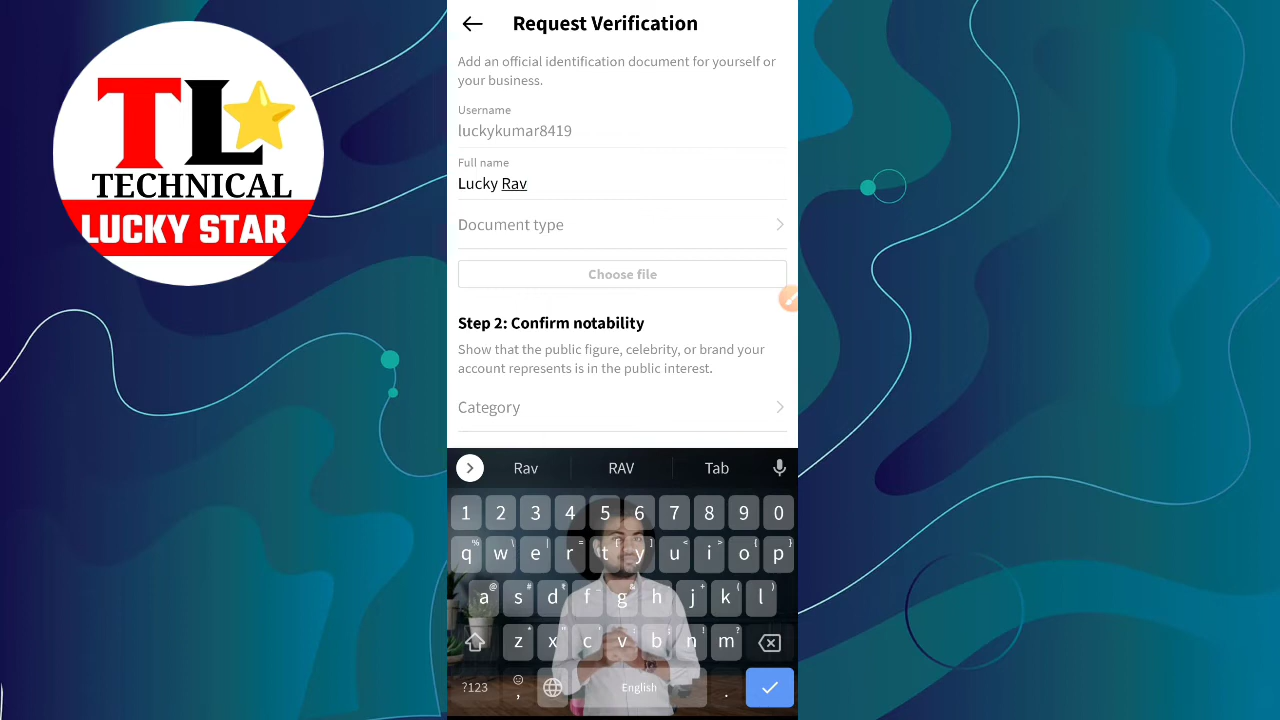 TL
TECHNICAL
LUCKY STAR
Request Verification
Add an official identification document for yourself or
your business.
Username
luckykumar8419
Full name
Lucky Rav
Document type
Choose file
Step 2: Confirm notability
Show that the public figure, celebrity, or brand your
account represents is in the public interest.
Category
Rav RAV Tab
1 2 3 4 5 6 7 8 9 0
% \ | = [ ] < > { }
q w e r t y u i o p
@ # ₹ _ & - + ( )
a s d f g h j k l
* " ' : ; ! ?
z x c v b n m
?123 , English .